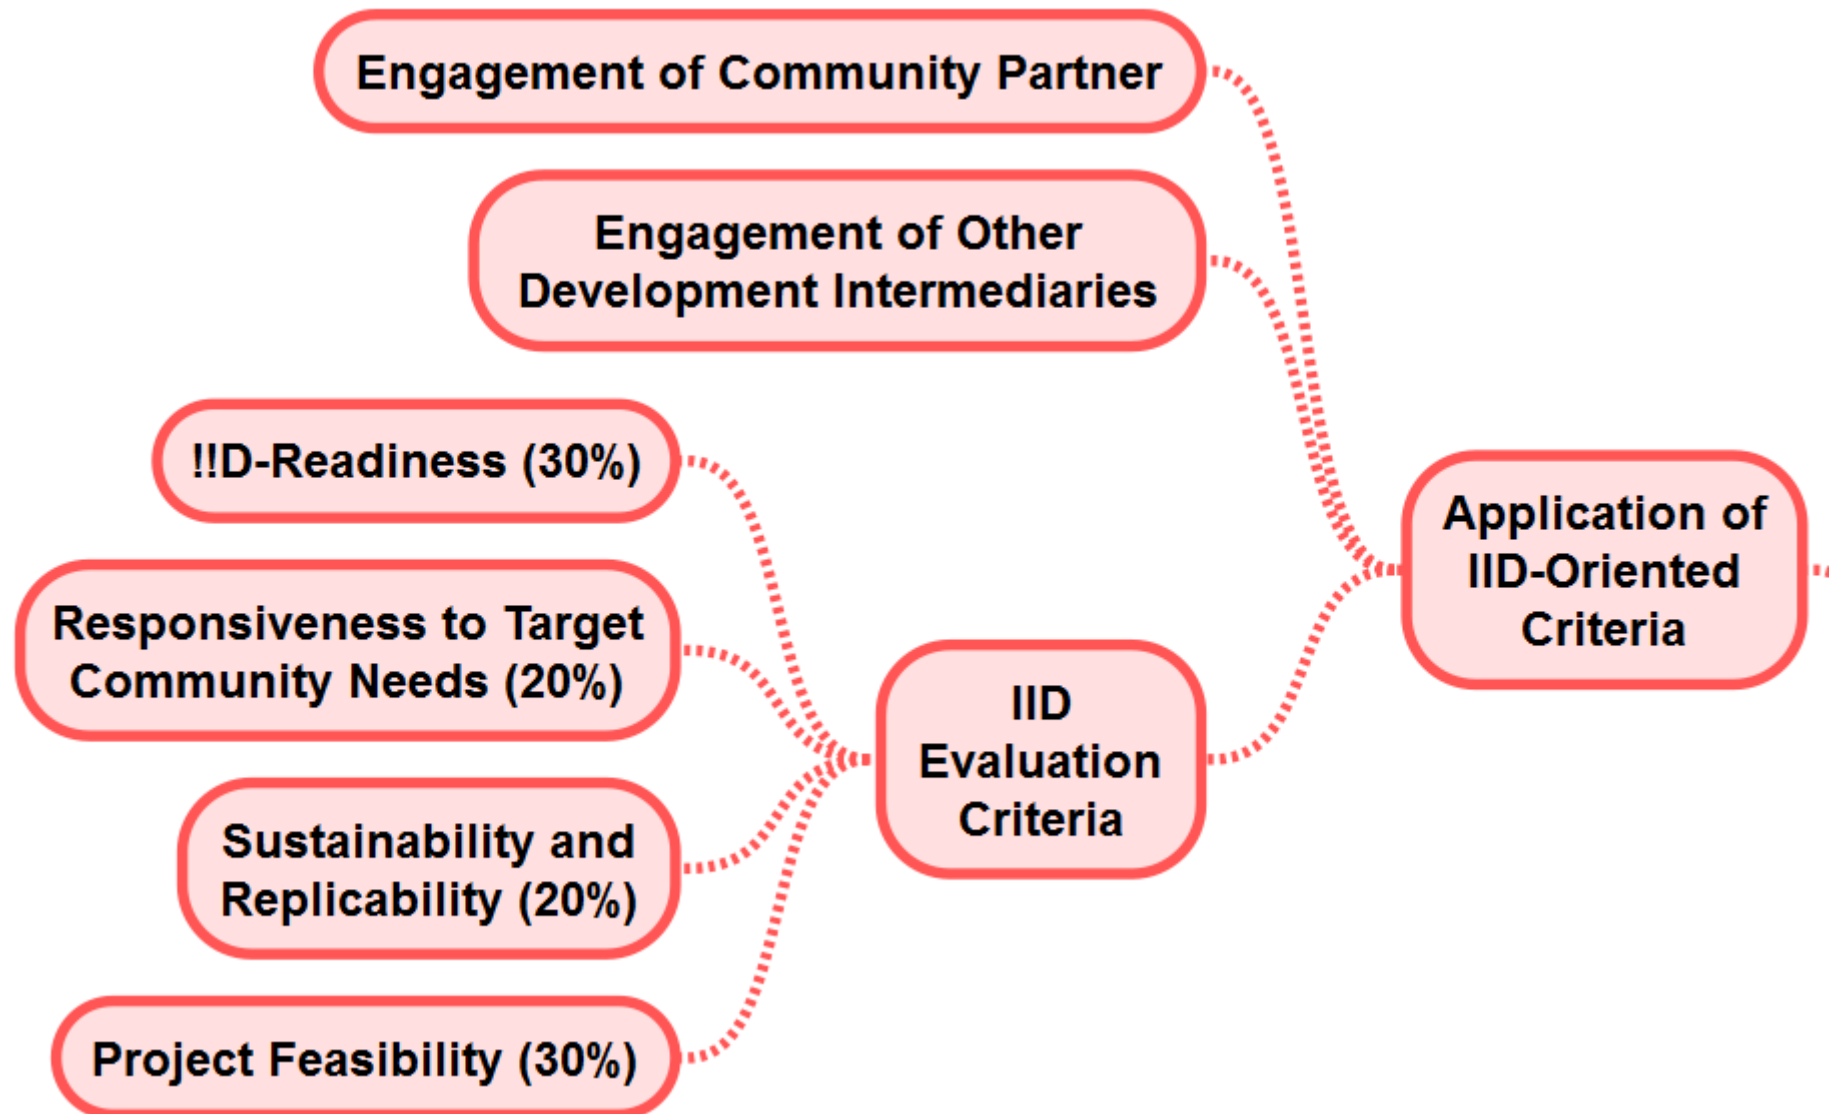 Engagement of Community Partner
Engagement of Other
Development Intermediaries
!!D-Readiness (30%)
Responsiveness to Target
Community Needs (20%)
Sustainability and
Replicability (20%)
Project Feasibility (30%)
IID
Evaluation
Criteria
Application of
IID-Oriented
Criteria